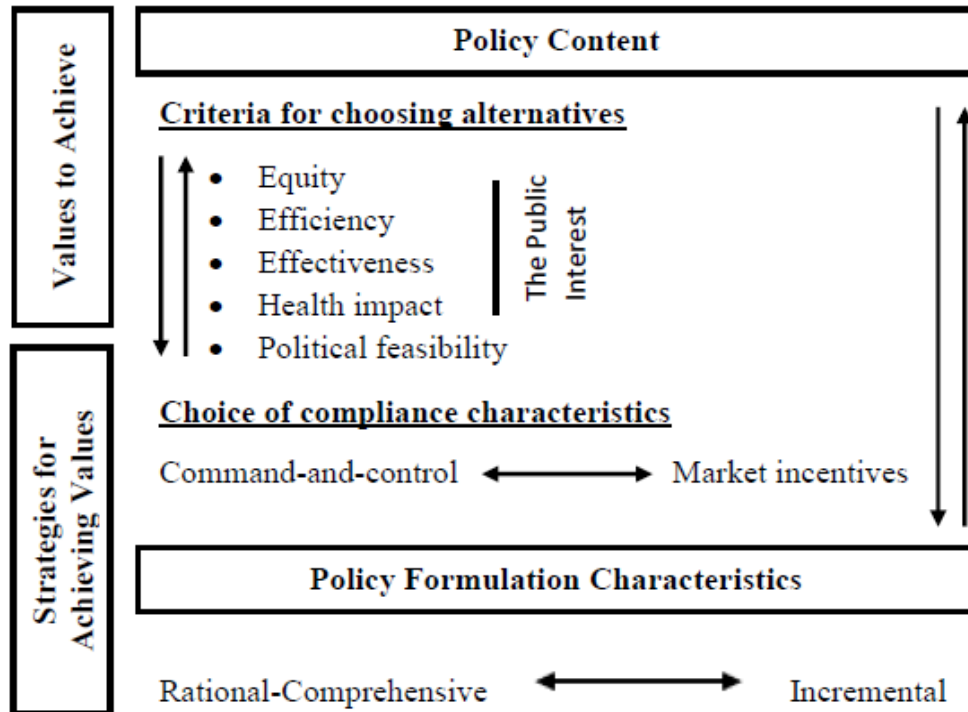 Values to Achieve
Policy Content
Criteria for choosing alternatives
• Equity
• Efficiency
• Effectiveness
• Health impact
• Political feasibility
The Public
Interest
Strategies for
Achieving Values
Choice of compliance characteristics
Command-and-control
Market incentives
Policy Formulation Characteristics
Rational-Comprehensive
Incremental